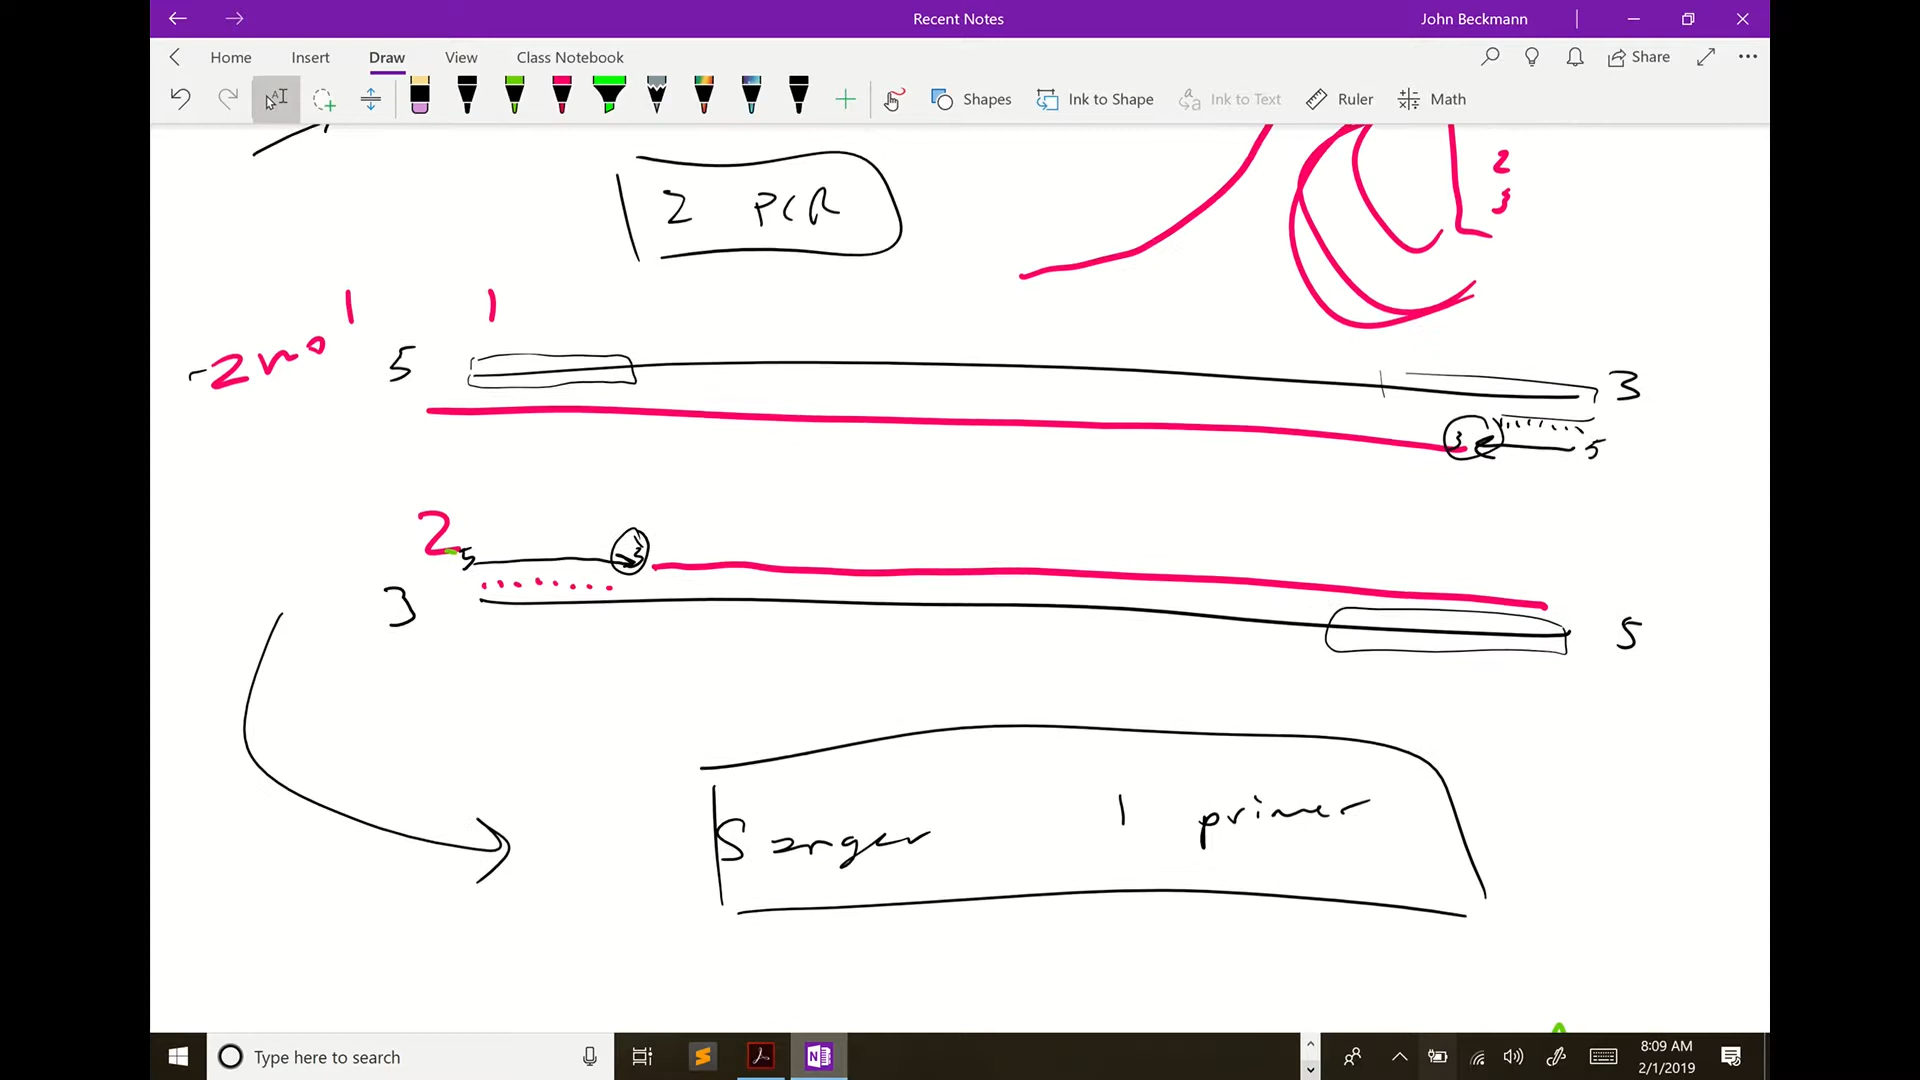 Recent Notes
John Beckmann
Home Insert Draw View Class Notebook
Share
Shapes
Ink to Shape
Ink to Text
Ruler
Math
2
3
2 PCR
1 1
5
3
3 5
2
5 3
3
5
Sanger 1 primer
Type here to search
8:09 AM
2/1/2019